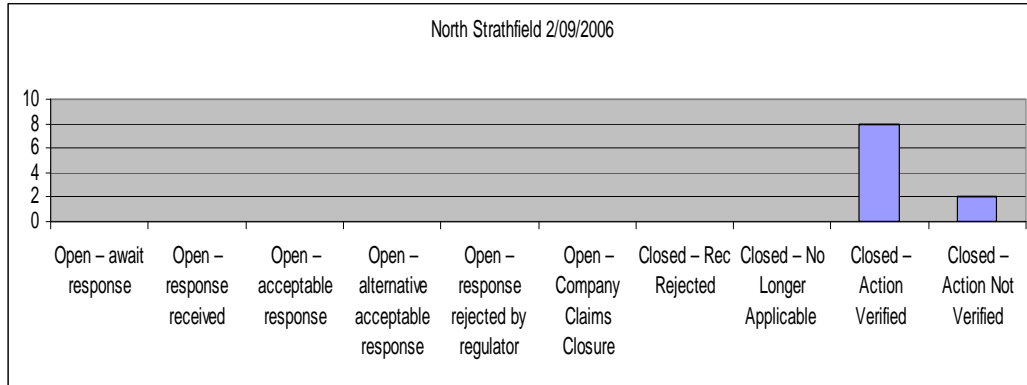 North Strathfield 2/09/2006
10
8
6
4
2
0
Open – await
response
Open –
response
received
Open –
acceptable
response
Open –
alternative
acceptable
response
Open –
response
rejected by
regulator
Open –
Company
Claims
Closure
Closed – Rec
Rejected
Closed – No
Longer
Applicable
Closed –
Action
Verified
Closed –
Action Not
Verified